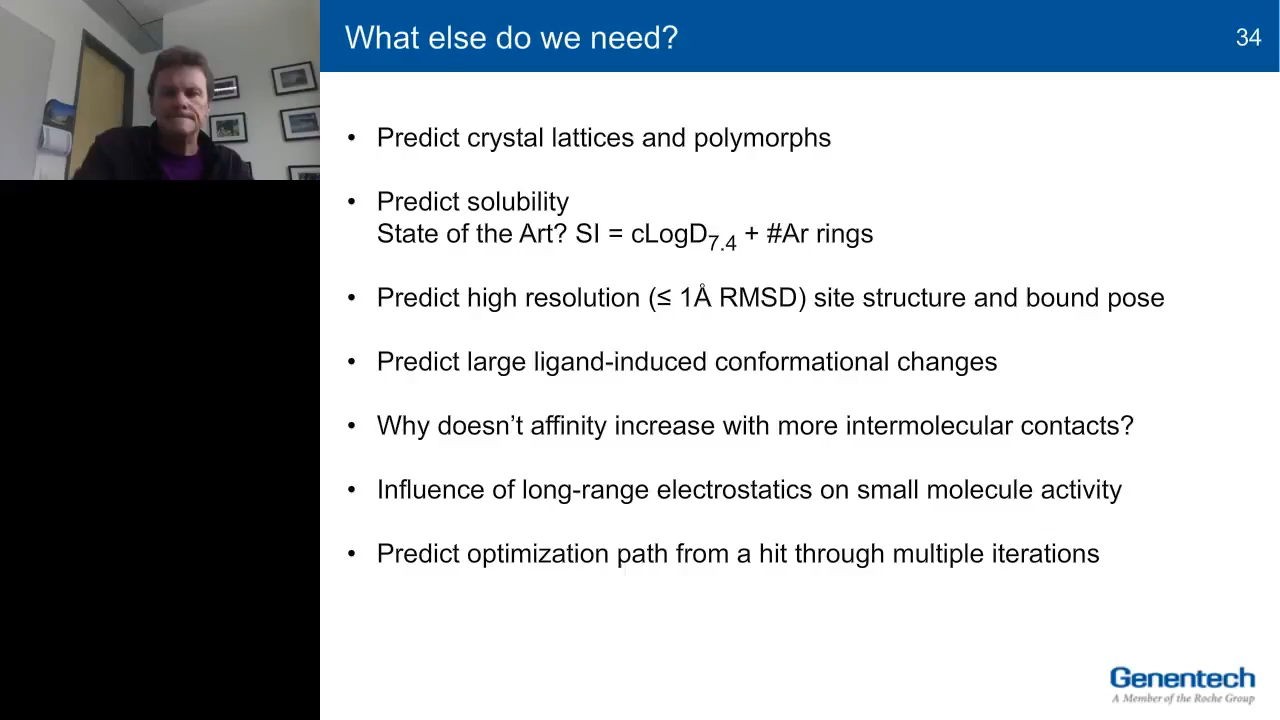 What else do we need?
34
• Predict crystal lattices and polymorphs
• Predict solubility
State of the Art? SI = cLogD7.4 + #Ar rings
• Predict high resolution (≤ 1Å RMSD) site structure and bound pose
• Predict large ligand-induced conformational changes
• Why doesn’t affinity increase with more intermolecular contacts?
• Influence of long-range electrostatics on small molecule activity
• Predict optimization path from a hit through multiple iterations
Genentech
A Member of the Roche Group